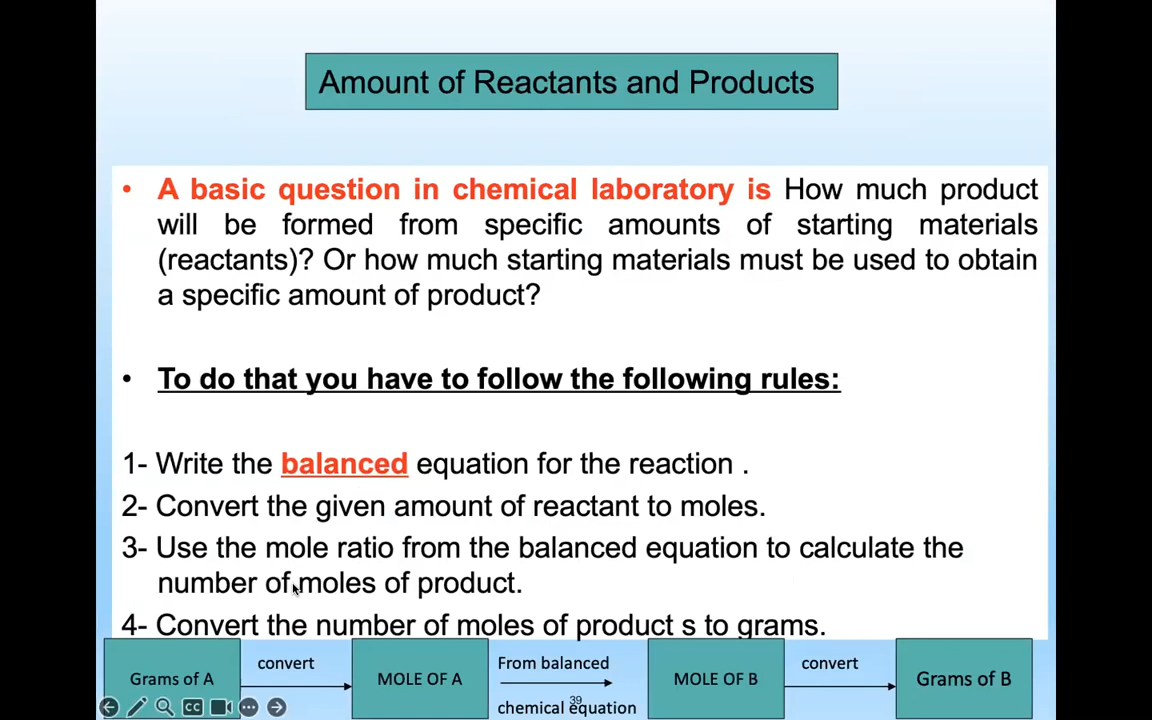 Amount of Reactants and Products
• A basic question in chemical laboratory is How much product
will be formed from specific amounts of starting materials
(reactants)? Or how much starting materials must be used to obtain
a specific amount of product?
• To do that you have to follow the following rules:
1- Write the balanced equation for the reaction .
2- Convert the given amount of reactant to moles.
3- Use the mole ratio from the balanced equation to calculate the
number of moles of product.
4- Convert the number of moles of product s to grams.
Grams of A
convert
MOLE OF A
From balanced
chemical equation
MOLE OF B
convert
Grams of B
39
CC